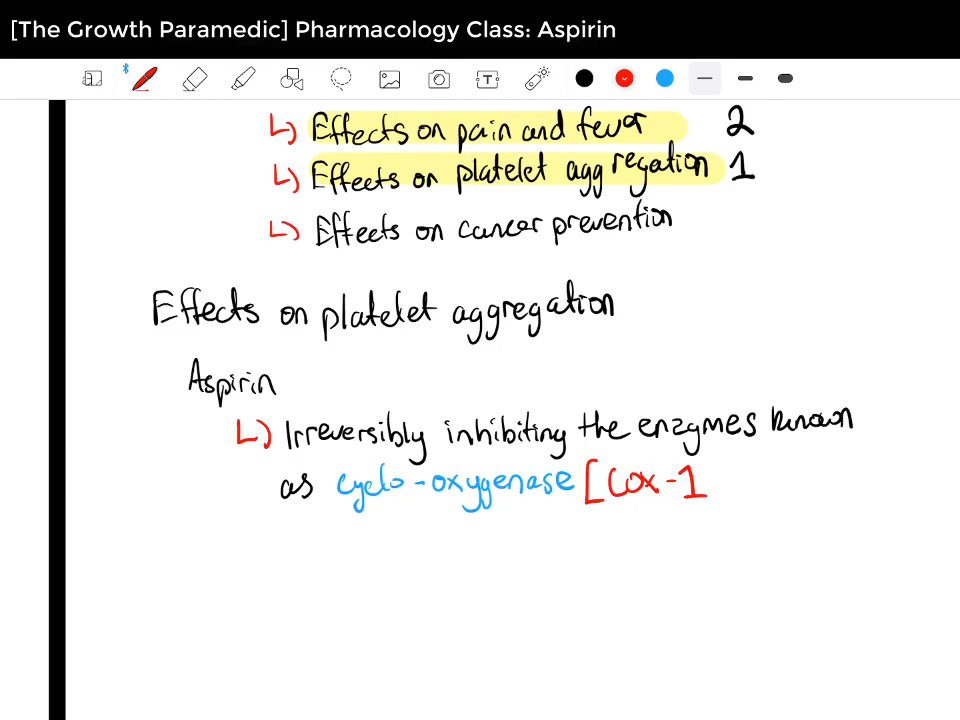 [The Growth Paramedic] Pharmacology Class: Aspirin
Effects on pain and fever 2
Effects on platelet aggregation 1
Effects on cancer prevention
Effects on platelet aggregation
Aspirin
Irreversibly inhibiting the enzymes known
as cyclo-oxygenase [COX-1